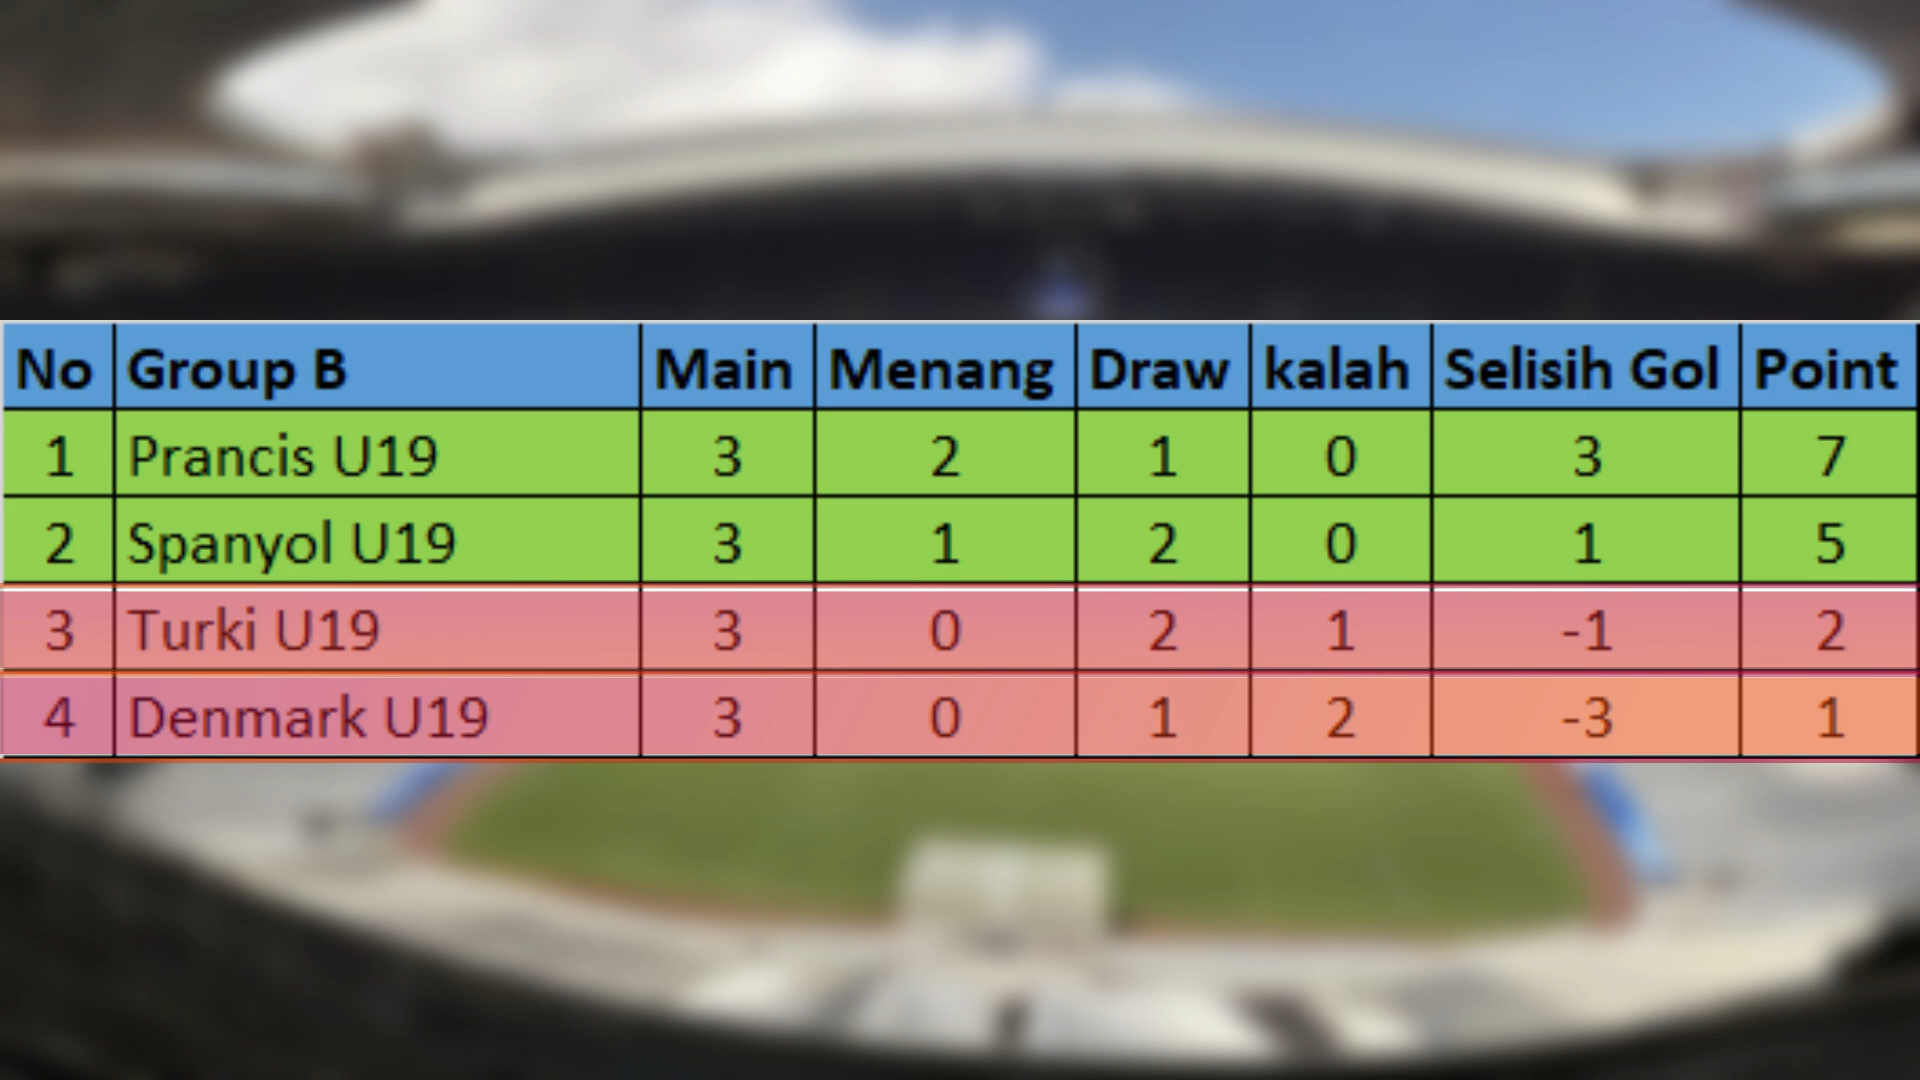 No Group B Main Menang Draw kalah Selisih Gol Point
1 Prancis U19 3 2 1 0 3 7
2 Spanyol U19 3 1 2 0 1 5
3 Turki U19 3 0 2 1 -1 2
4 Denmark U19 3 0 1 2 -3 1